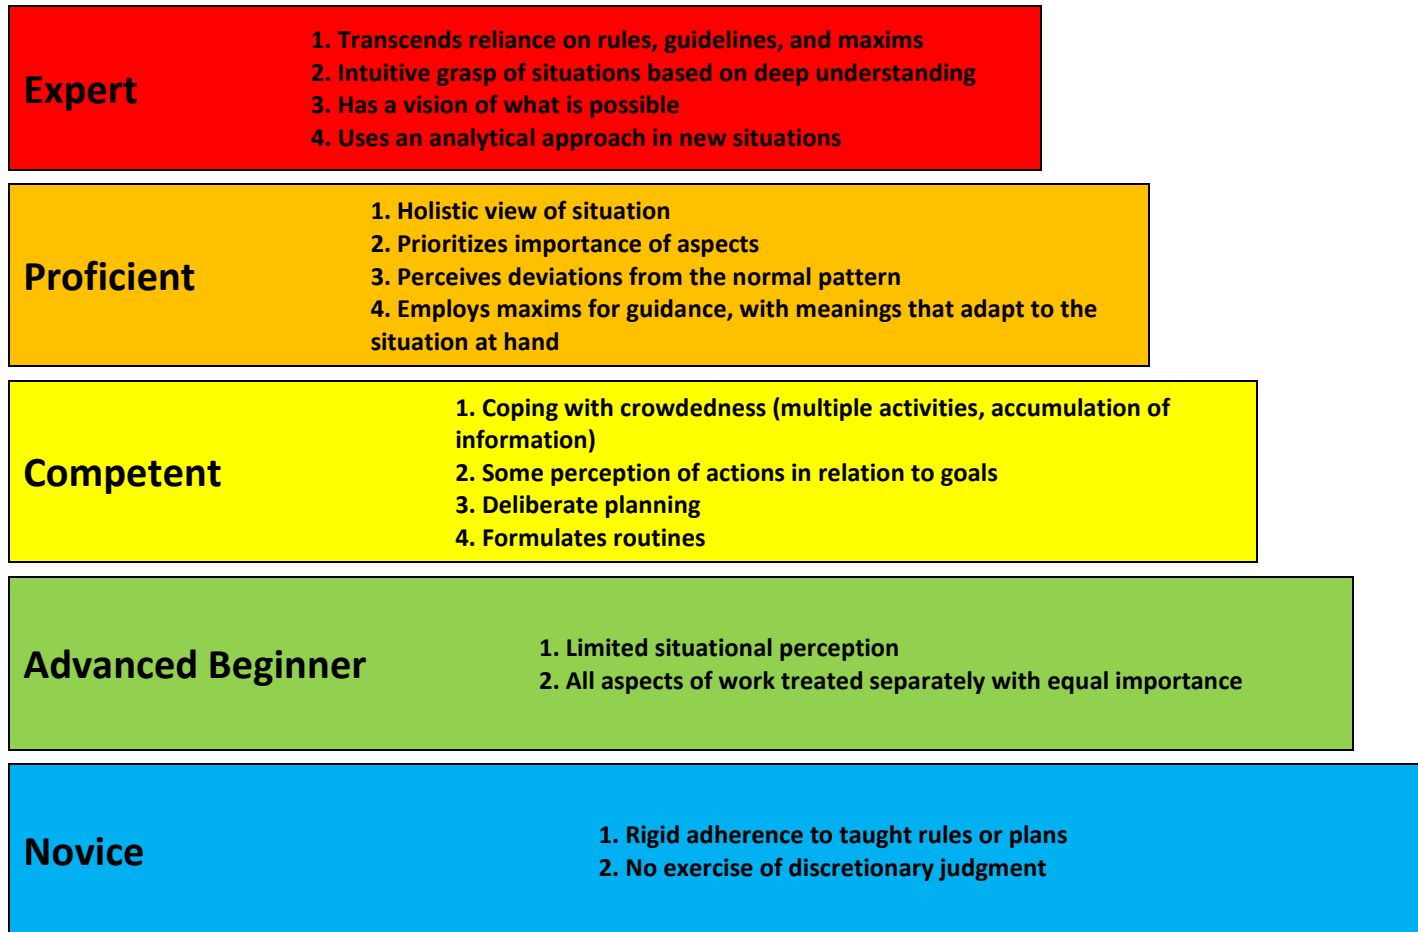 Expert
1. Transcends reliance on rules, guidelines, and maxims
2. Intuitive grasp of situations based on deep understanding
3. Has a vision of what is possible
4. Uses an analytical approach in new situations
Proficient
1. Holistic view of situation
2. Prioritizes importance of aspects
3. Perceives deviations from the normal pattern
4. Employs maxims for guidance, with meanings that adapt to the
situation at hand
Competent
1. Coping with crowdedness (multiple activities, accumulation of
information)
2. Some perception of actions in relation to goals
3. Deliberate planning
4. Formulates routines
Advanced Beginner
1. Limited situational perception
2. All aspects of work treated separately with equal importance
Novice
1. Rigid adherence to taught rules or plans
2. No exercise of discretionary judgment